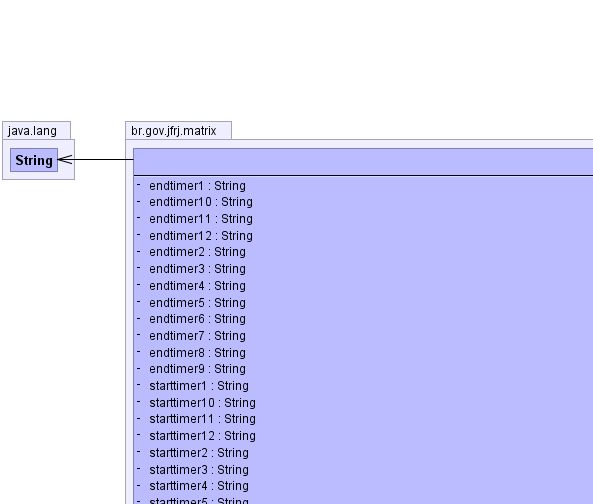 java.lang
br.gov.jfrj.matrix
String
- endtimer1 : String
- endtimer10 : String
- endtimer11 : String
- endtimer12 : String
- endtimer2 : String
- endtimer3 : String
- endtimer4 : String
- endtimer5 : String
- endtimer6 : String
- endtimer7 : String
- endtimer8 : String
- endtimer9 : String
- starttimer1 : String
- starttimer10 : String
- starttimer11 : String
- starttimer12 : String
- starttimer2 : String
- starttimer3 : String
- starttimer4 : String
- starttimer5 : String